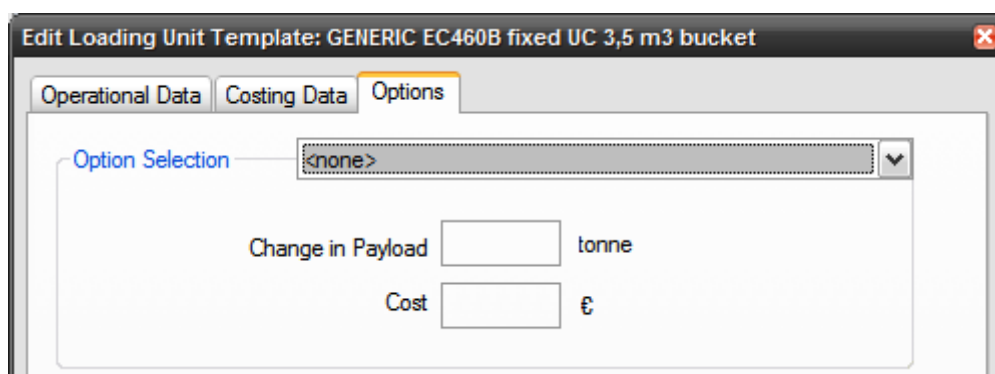 Edit Loading Unit Template: GENERIC EC460B fixed UC 3,5 m3 bucket
Operational Data Costing Data Options
Option Selection <none>
Change in Payload tonne
Cost €